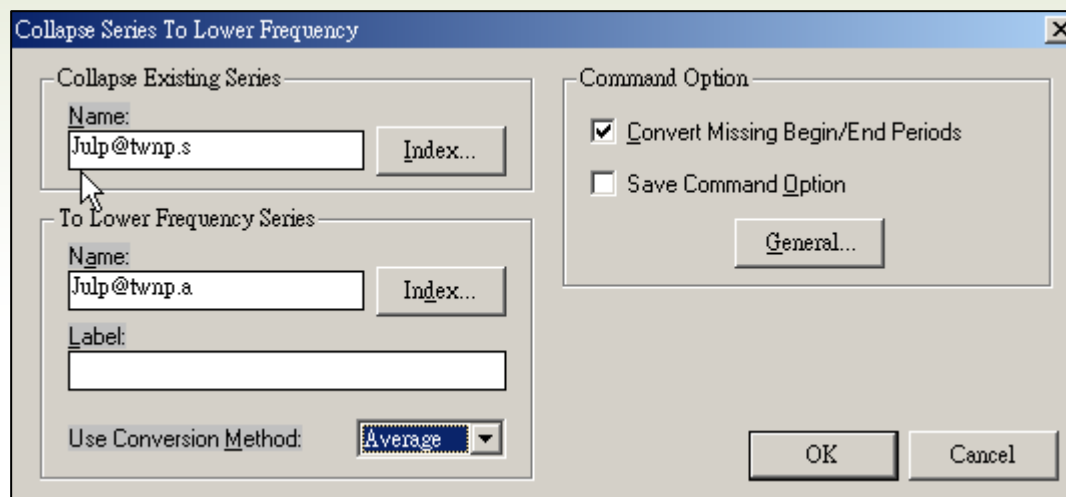 Collapse Series To Lower Frequency
Collapse Existing Series
Name:
Julp@twnp.s
Index...
To Lower Frequency Series
Name:
Julp@twnp.a
Index...
Label:
Use Conversion Method:
Average
Command Option
Convert Missing Begin/End Periods
Save Command Option
General...
OK
Cancel